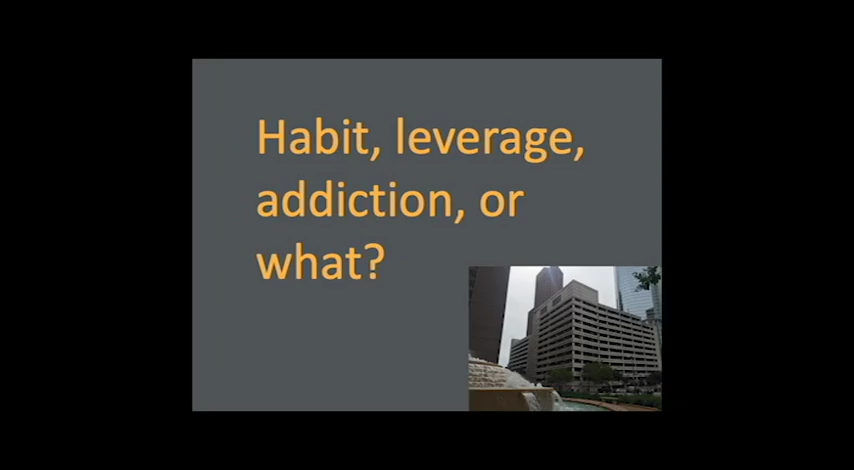 Habit, leverage,
addiction, or
what?